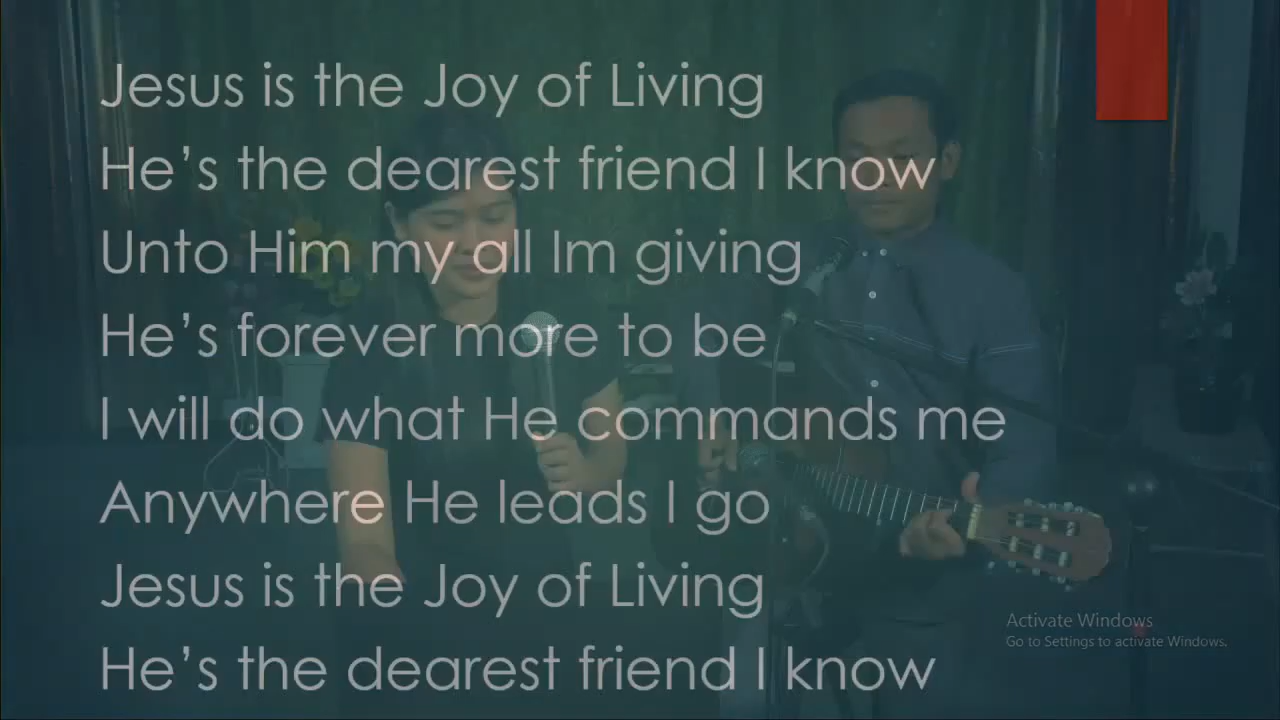 Jesus is the Joy of Living
He’s the dearest friend I know
Unto Him my all Im giving
He’s forever more to be
I will do what He commands me
Anywhere He leads I go
Jesus is the Joy of Living
He’s the dearest friend I know
Activate Windows
Go to Settings to activate Windows.